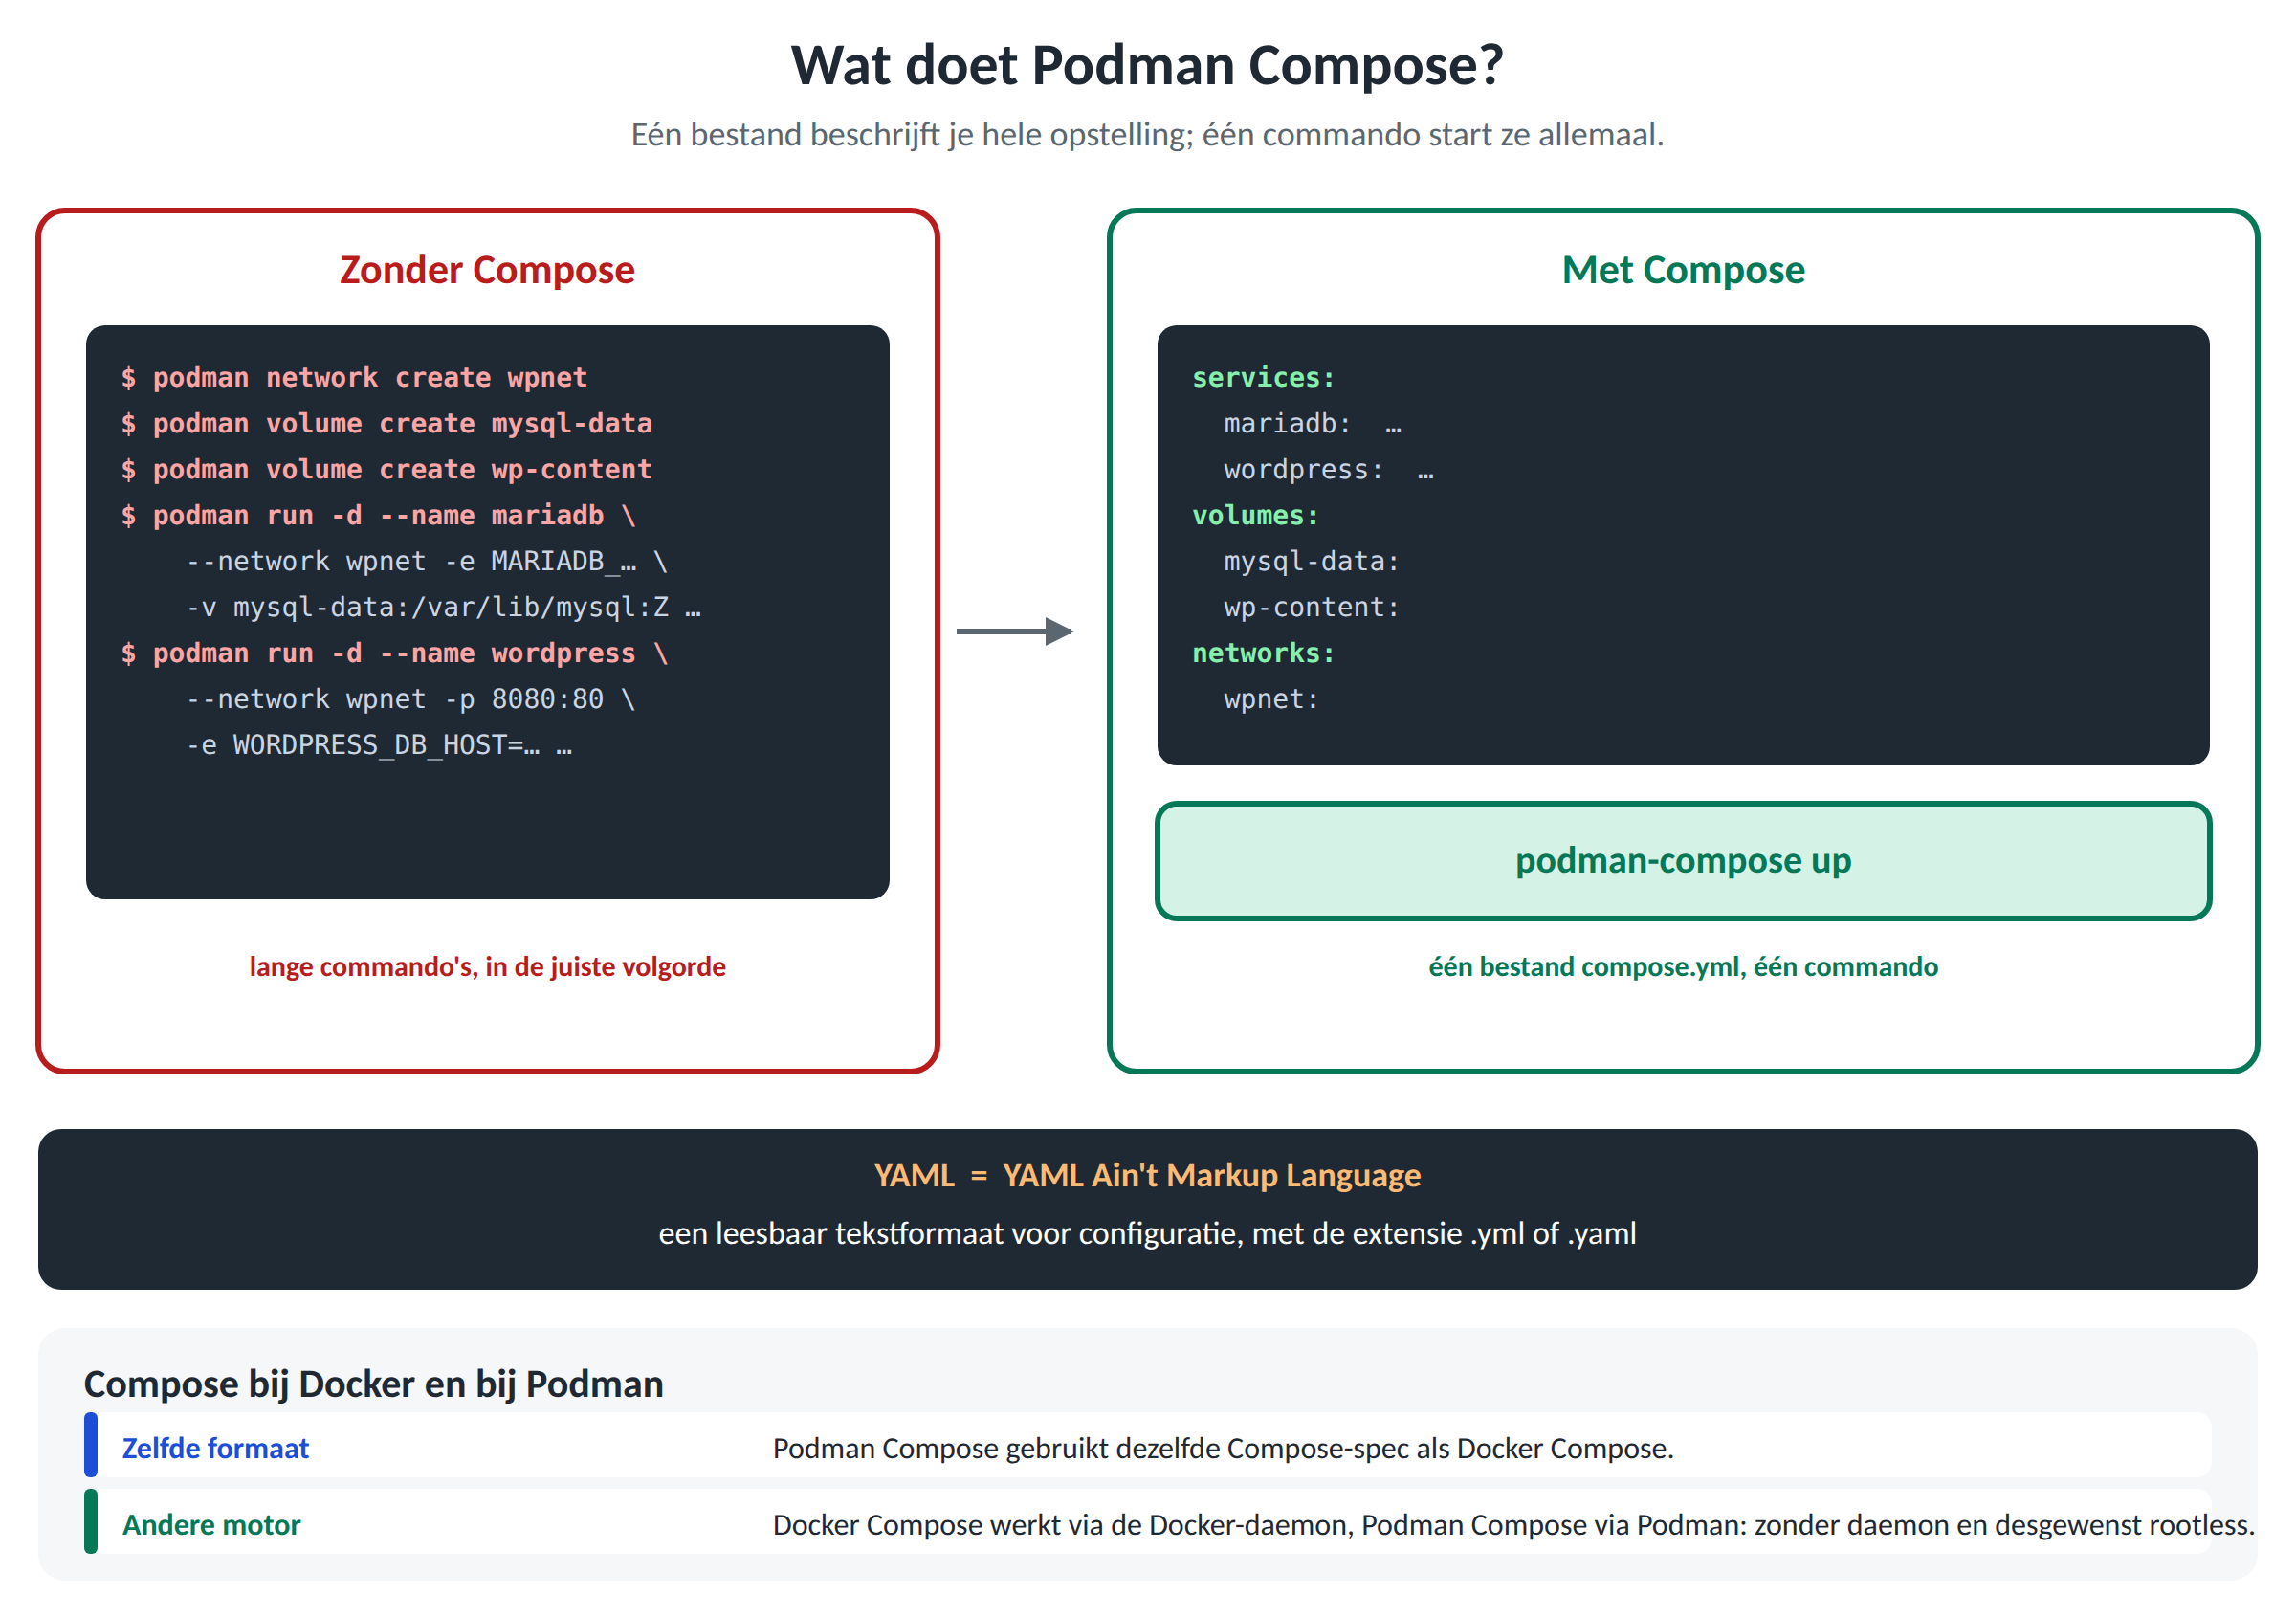 Wat doet Podman Compose?
Eén bestand beschrijft je hele opstelling; één commando start ze allemaal.
Zonder Compose
$ podman network create wpnet
$ podman volume create mysql-data
$ podman volume create wp-content
$ podman run -d --name mariadb \
--network wpnet -e MARIADB_… \
-v mysql-data:/var/lib/mysql:Z …
$ podman run -d --name wordpress \
--network wpnet -p 8080:80 \
-e WORDPRESS_DB_HOST=… …
lange commando's, in de juiste volgorde
Met Compose
services:
mariadb:  …
wordpress:  …
volumes:
mysql-data:
wp-content:
networks:
wpnet:
podman-compose up
één bestand compose.yml, één commando
YAML = YAML Ain't Markup Language
een leesbaar tekstformaat voor configuratie, met de extensie .yml of .yaml
Compose bij Docker en bij Podman
Zelfde formaat
Podman Compose gebruikt dezelfde Compose-spec als Docker Compose.
Andere motor
Docker Compose werkt via de Docker-daemon, Podman Compose via Podman: zonder daemon en desgewenst rootless.